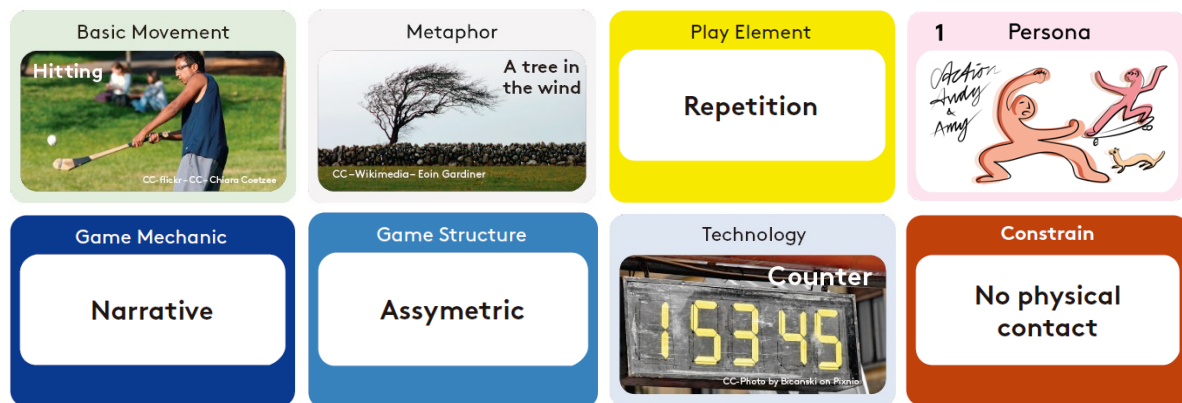 Basic Movement
Hitting
CC-flickr-CC-Chiara Coetzee
Metaphor
A tree in
the wind
CC-Wikimedia-Eoin Gardiner
Play Element
Repetition
1 Persona
Action
Andy
&
Amy
Game Mechanic
Narrative
Game Structure
Assymetric
Technology
Counter
15345
CC-Photo by Bicanski on Pixnio
Constrain
No physical
contact